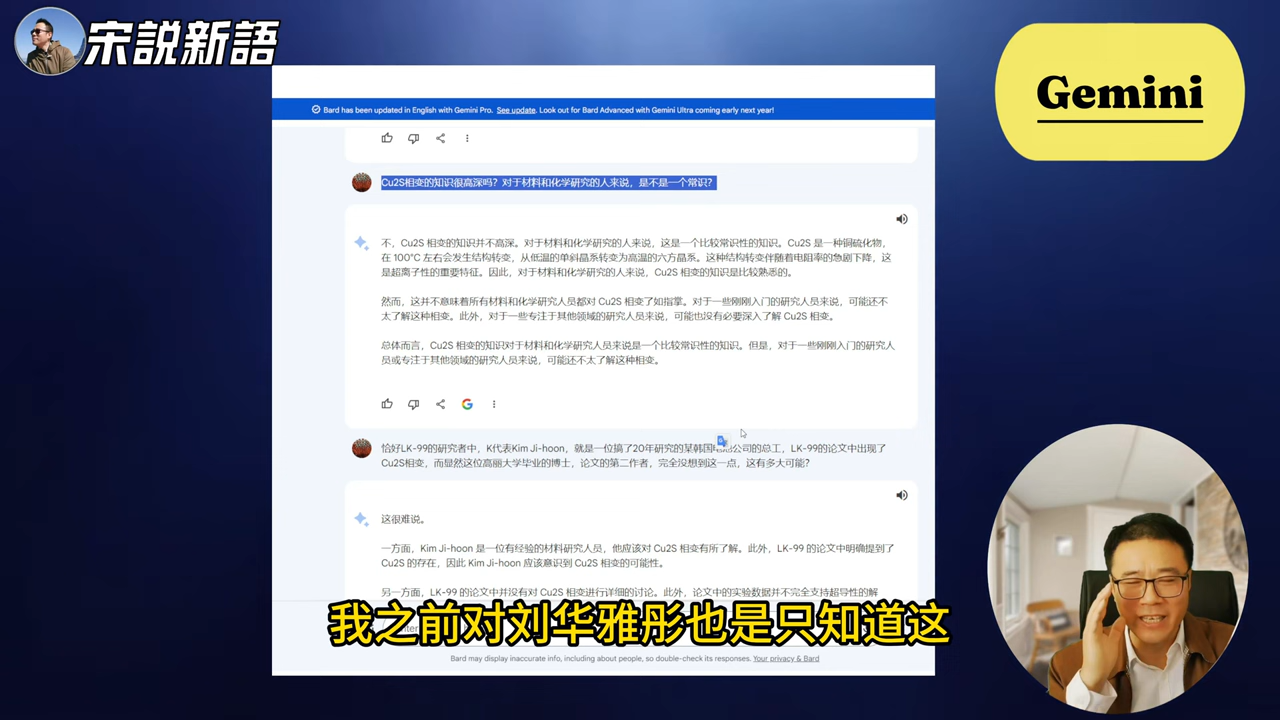 宋説新語
Gemini
Bard has been updated in English with Gemini Pro. See update. Look out for Bard Advanced with Gemini Ultra coming early next year!
Cu2S相变的知识很高深吗？对于材料和化学研究的人来说，是不是一个常识？
不，Cu2S 相变的知识并不高深。对于材料和化学研究的人来说，这是一个比较常识性的知识。Cu2S 是一种铜硫化物，
在 100°C 左右会发生结构转变，从低温的单斜晶系转变为高温的六方晶系。这种结构转变伴随着电阻率的急剧下降，这
是超离子性的重要特征。因此，对于材料和化学研究的人来说，Cu2S 相变的知识是比较熟悉的。
然而，这并不意味着所有材料和化学研究人员都对 Cu2S 相变了如指掌。对于一些刚刚入门的研究人员来说，可能还不
太了解这种相变。此外，对于一些专注于其他领域的研究人员来说，可能也没有必要深入了解 Cu2S 相变。
总体而言，Cu2S 相变的知识对于材料和化学研究人员来说是一个比较常识性的知识。但是，对于一些刚刚入门的研究人
员或专注于其他领域的研究人员来说，可能还不太了解这种相变。
恰好LK-99的研究者中，K代表Kim Ji-hoon，就是一位搞了20年研究的某韩国公司的总工，LK-99的论文中出现了
Cu2S相变，而显然这位高丽大学毕业的博士，论文的第二作者，完全没想到这一点，这有多大可能？
这很难说。
一方面，Kim Ji-hoon 是一位有经验的材料研究人员，他应该对 Cu2S 相变有所了解。此外，LK-99 的论文中明确提到了
Cu2S 的存在，因此 Kim Ji-hoon 应该意识到 Cu2S 相变的可能性。
另一方面，LK-99 的论文中并没有对 Cu2S 相变进行详细的讨论。此外，论文中的实验数据并不完全支持超导性的解
我之前对刘华雅彤也是只知道这
Bard may display inaccurate info, including about people, so double-check its responses. Your privacy & Bard